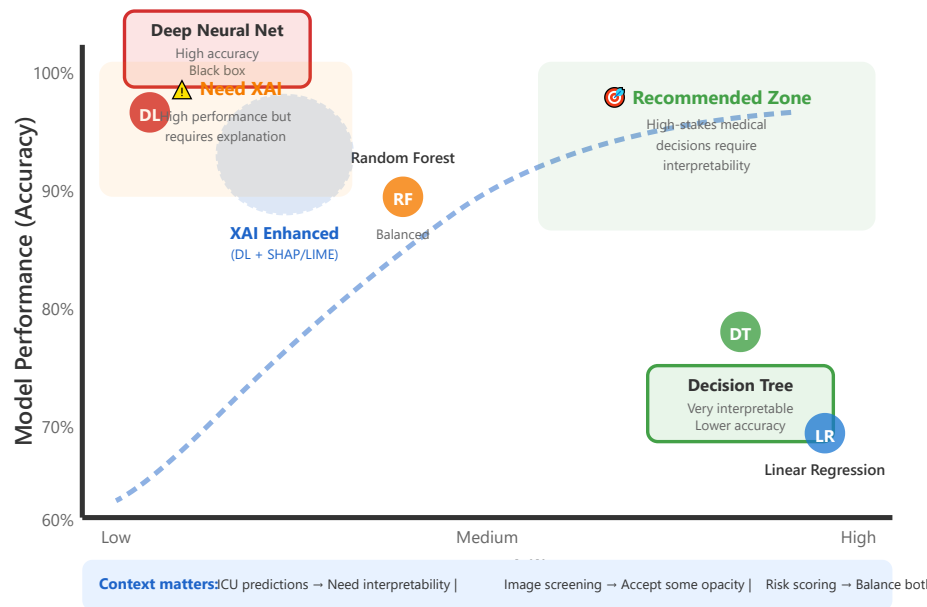 Deep Neural Net
High accuracy
Black box
⚠ Need XAI
High performance but
requires explanation
DL
🎯 Recommended Zone
High-stakes medical
decisions require
interpretability
Random Forest
RF
Balanced
XAI Enhanced
(DL + SHAP/LIME)
DT
Decision Tree
Very interpretable
Lower accuracy
LR
Linear Regression
Model Performance (Accuracy)
100%
90%
80%
70%
60%
Low
Medium
High
Context matters: ICU predictions → Need interpretability | Image screening → Accept some opacity | Risk scoring → Balance both